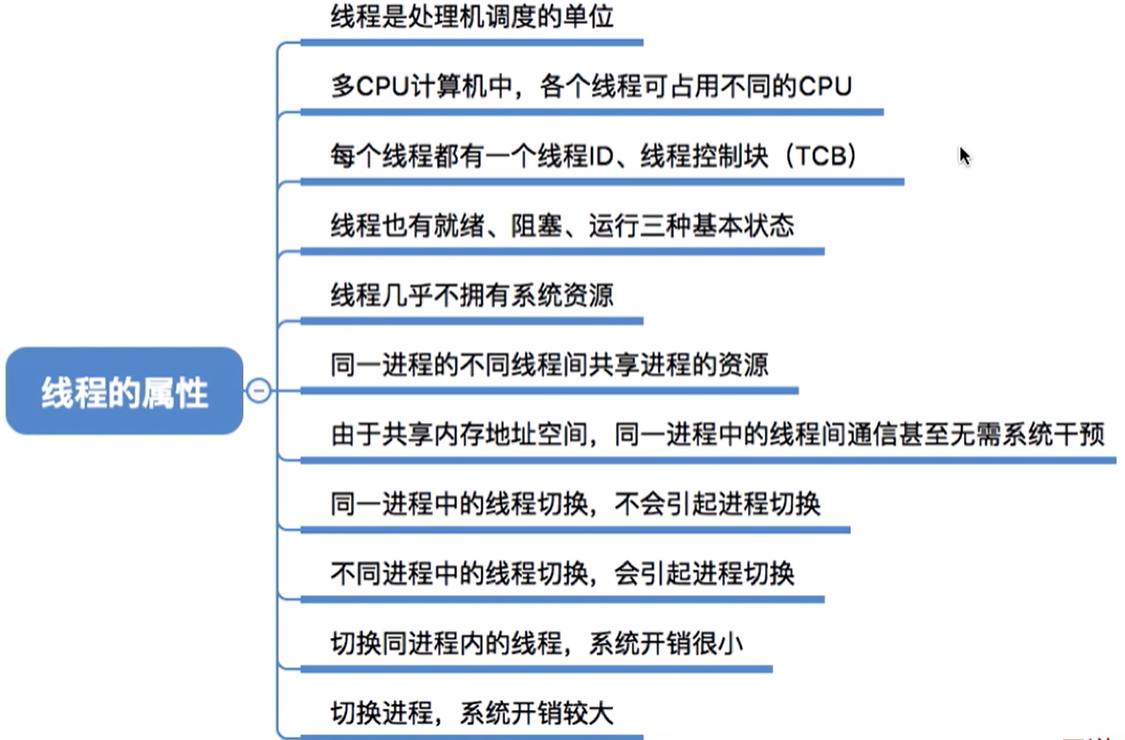 线程是处理机调度的单位
多CPU计算机中，各个线程可占用不同的CPU
每个线程都有一个线程ID、线程控制块（TCB）
线程也有就绪、阻塞、运行三种基本状态
线程几乎不拥有系统资源
线程的属性
同一进程的不同线程间共享进程的资源
由于共享内存地址空间，同一进程中的线程间通信甚至无需系统干预
同一进程中的线程切换，不会引起进程切换
不同进程中的线程切换，会引起进程切换
切换同进程内的线程，系统开销很小
切换进程，系统开销较大